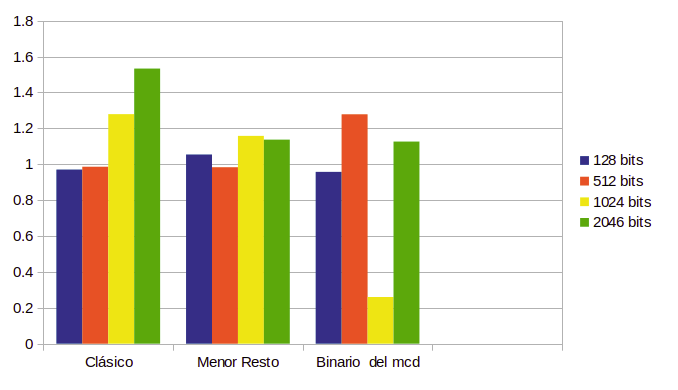 1.8
1.6
1.4
1.2
1
0.8
0.6
0.4
0.2
0
Clásico
Menor Resto
Binario  del mcd
128 bits
512 bits
1024 bits
2046 bits